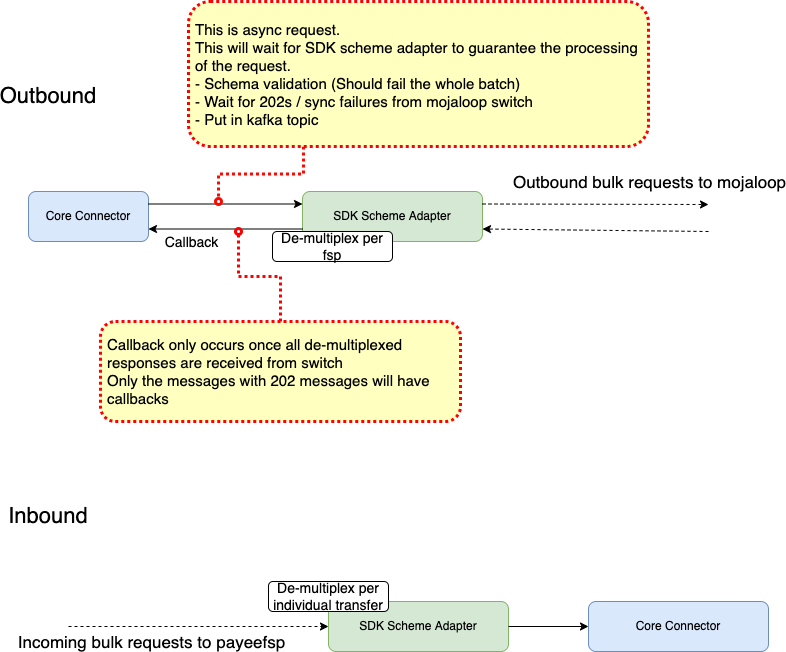 This is async request.
This will wait for SDK scheme adapter to guarantee the processing
of the request.
- Schema validation (Should fail the whole batch)
- Wait for 202s / sync failures from mojaloop switch
- Put in kafka topic
Outbound
Outbound bulk requests to mojaloop
Core Connector
SDK Scheme Adapter
Callback
De-multiplex per
fsp
Callback only occurs once all de-multiplexed
responses are received from switch
Only the messages with 202 messages will have
callbacks
Inbound
De-multiplex per
individual transfer
SDK Scheme Adapter
Core Connector
Incoming bulk requests to payeefsp